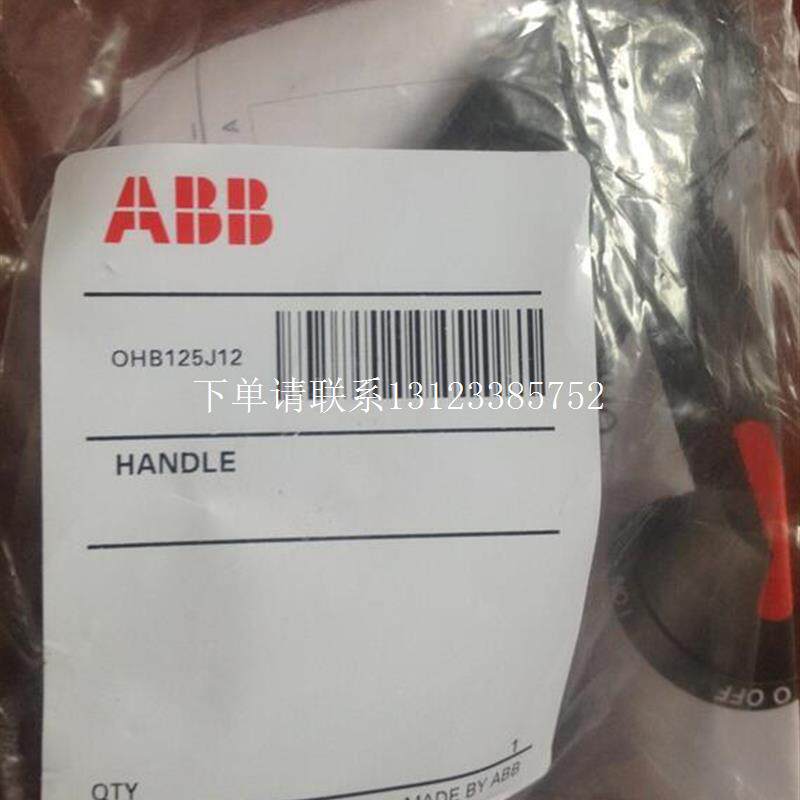 A
ABB
OHB125J12
下单请联系13123385752
HANDLE
1
QTY
MADE BY ABB
O OFF